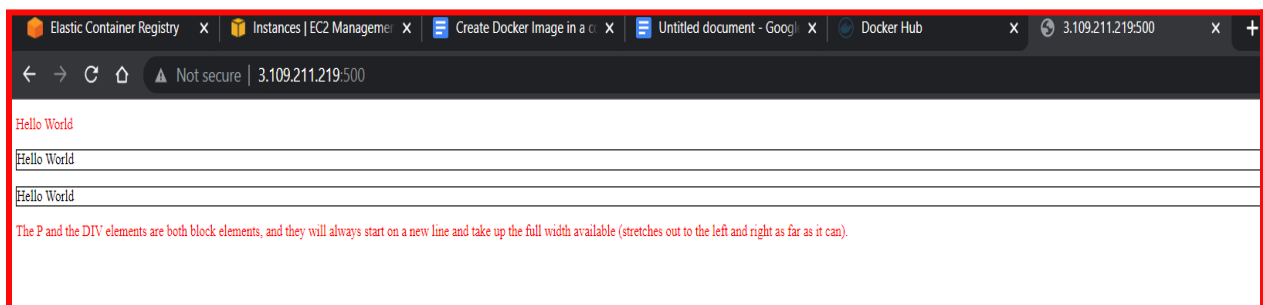 Elastic Container Registry X Instances | EC2 Managemen X Create Docker Image in a co X Untitled document - Googl X Docker Hub X 3.109.211.219:500 X +
Not secure | 3.109.211.219:500
Hello World
Hello World
Hello World
The P and the DIV elements are both block elements, and they will always start on a new line and take up the full width available (stretches out to the left and right as far as it can).